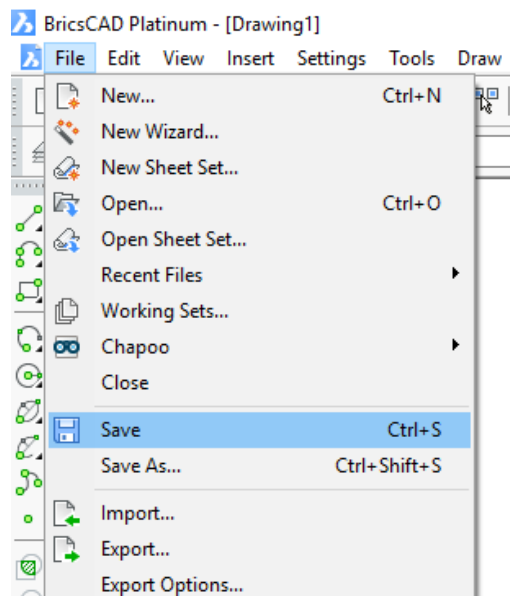 BricsCAD Platinum - [Drawing1]
File Edit View Insert Settings Tools Draw
New... Ctrl+N
New Wizard...
New Sheet Set...
Open... Ctrl+O
Open Sheet Set...
Recent Files
Working Sets...
Chapoo
Close
Save Ctrl+S
Save As... Ctrl+Shift+S
Import...
Export...
Export Options...